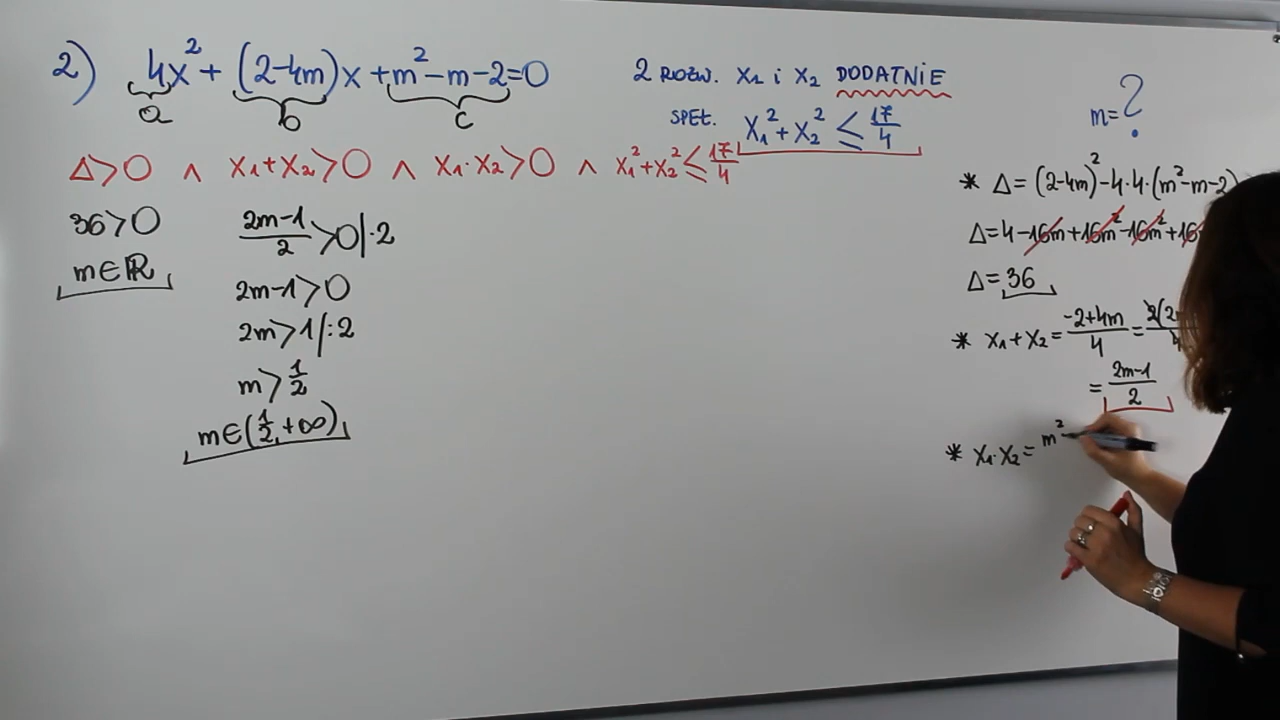 2) 4x² + (2-4m)x + m²-m-2=0
a b c
2 ROZW. x₁ i x₂ DODATNIE
SPEŁ. x₁²+x₂² ≤ 17/4
m=?
Δ>0 ∧ x₁+x₂>0 ∧ x₁·x₂>0 ∧ x₁²+x₂² ≤ 17/4
36>0
m∈ℝ
(2m-1)/2 >0 |·2
2m-1>0
2m>1 |:2
m>1/2
m∈(1/2,+∞)
* Δ=(2-4m)²-4·4·(m²-m-2)
Δ=4-16m+16m²-16m²+16
Δ=36
* x₁+x₂= (-2+4m)/4 = 2(2
= (2m-1)/2
* x₁·x₂= m²-